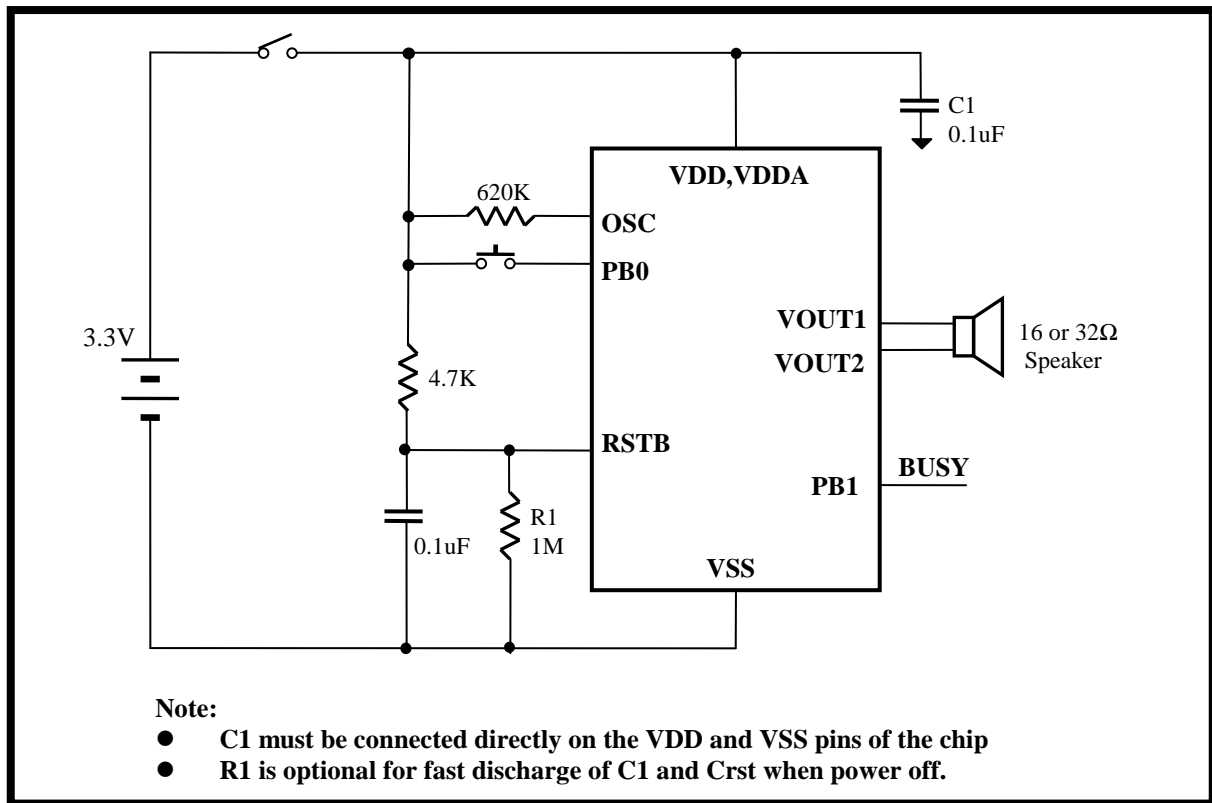 C1
0.1uF
VDD,VDDA
620K
OSC
PB0
VOUT1
VOUT2
16 or 32Ω
Speaker
3.3V
4.7K
RSTB
BUSY
PB1
R1
1M
0.1uF
VSS
Note:
● C1 must be connected directly on the VDD and VSS pins of the chip
● R1 is optional for fast discharge of C1 and Crst when power off.